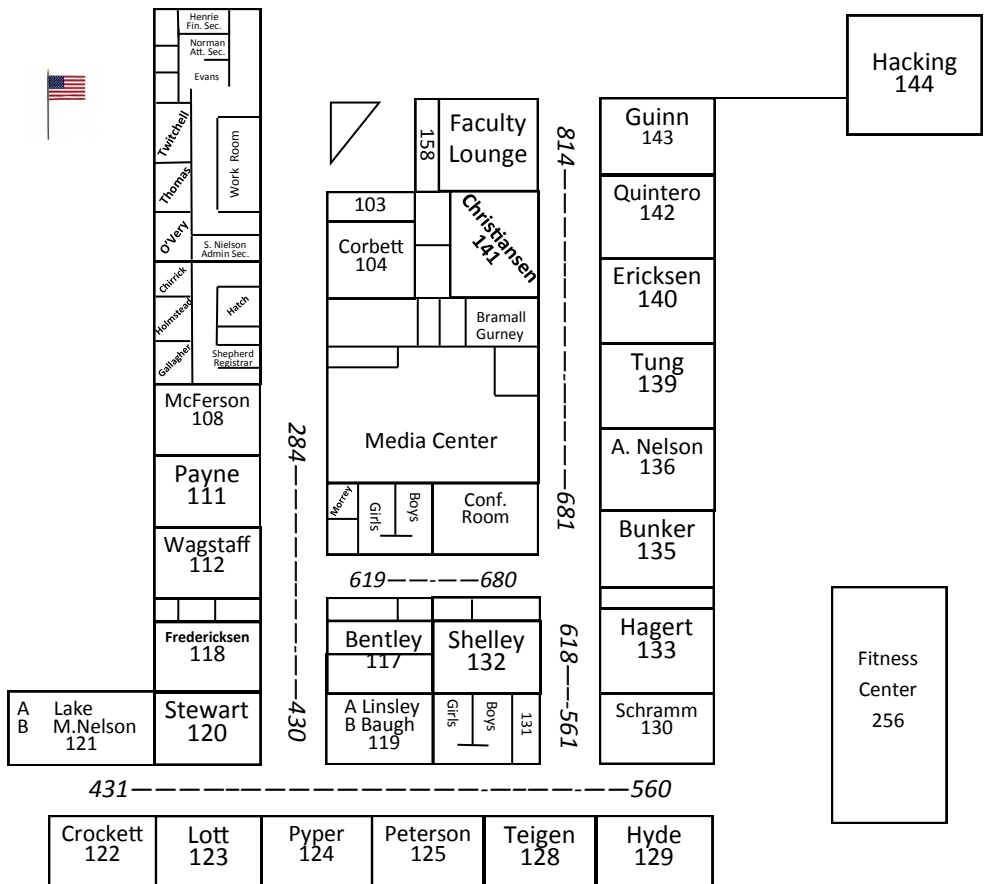 Henrie
Fin. Sec.
Norman
Att. Sec.
Evans
Twitchell
Thomas
O'Very
Work Room
S. Nielson
Admin Sec.
Chirrick
Holmstead
Gallagher
Hatch
Shepherd
Registrar
McFerson
108
Payne
111
Wagstaff
112
Fredericksen
118
Stewart
120
A Lake
B M.Nelson
121
284
430
158
Faculty
Lounge
103
Corbett
104
Christiansen
141
Bramall
Gurney
Media Center
Morrey
Girls
Boys
Conf.
Room
619
680
Bentley
117
Shelley
132
A Linsley
B Baugh
119
Girls
Boys
131
814
681
618
561
Guinn
143
Quintero
142
Ericksen
140
Tung
139
A. Nelson
136
Bunker
135
Hagert
133
Schramm
130
Hacking
144
Fitness
Center
256
431
560
Crockett
122
Lott
123
Pyper
124
Peterson
125
Teigen
128
Hyde
129